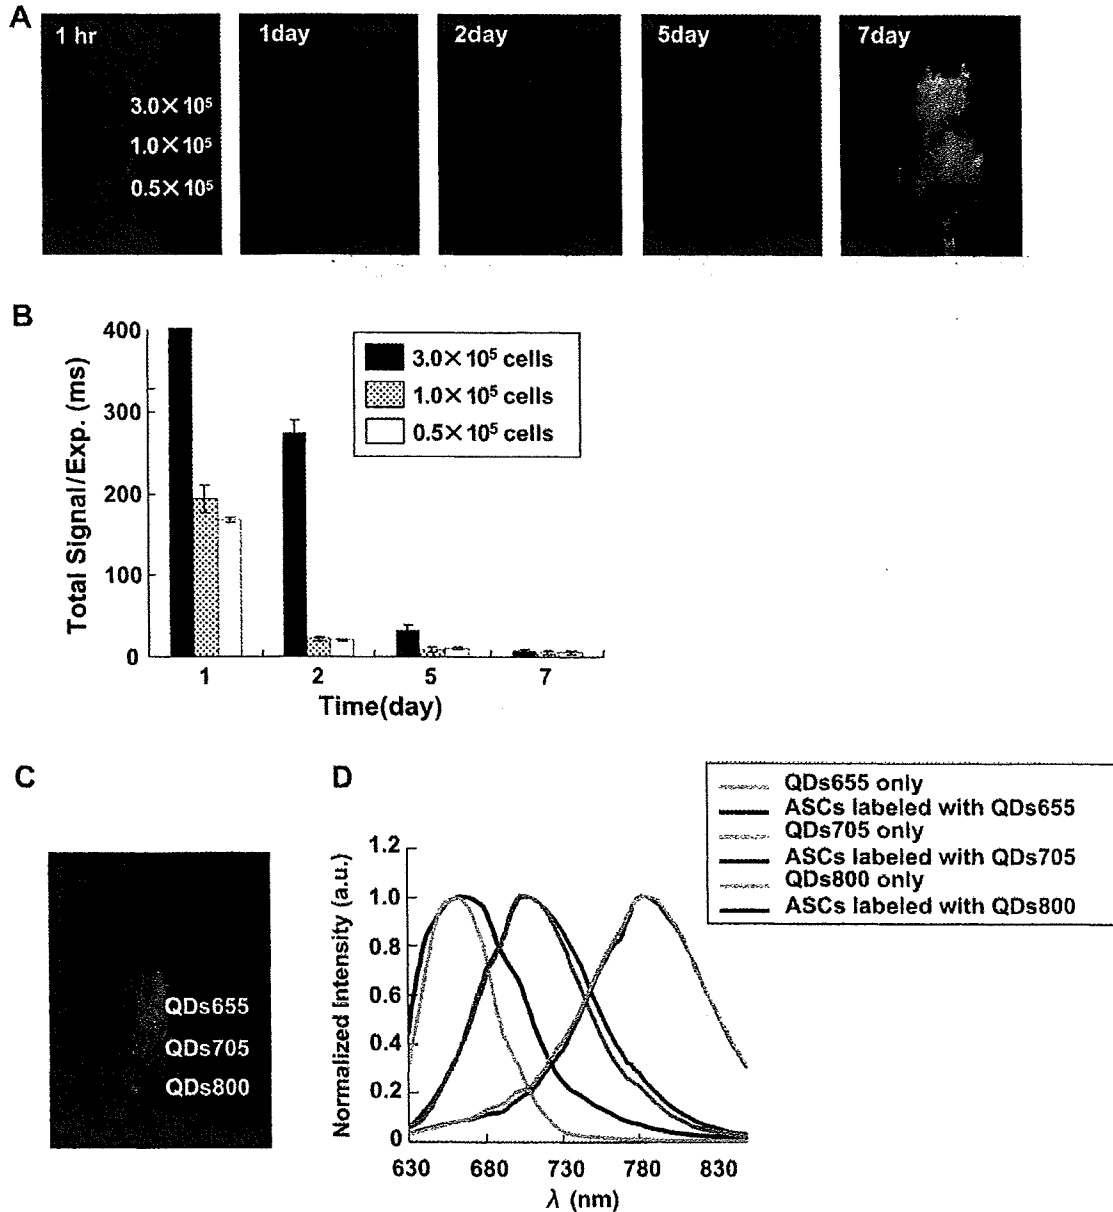 A
1 hr
3.0×10⁵
1.0×10⁵
0.5×10⁵
1day
2day
5day
7day
B
Total Signal/Exp. (ms)
400
300
200
100
0
3.0×10⁵ cells
1.0×10⁵ cells
0.5×10⁵ cells
1 2 5 7
Time(day)
C
QDs655
QDs705
QDs800
D
QDs655 only
ASCs labeled with QDs655
QDs705 only
ASCs labeled with QDs705
QDs800 only
ASCs labeled with QDs800
Normalized Intensity (a.u.)
1.2
1.0
0.8
0.6
0.4
0.2
0
630 680 730 780 830
λ (nm)